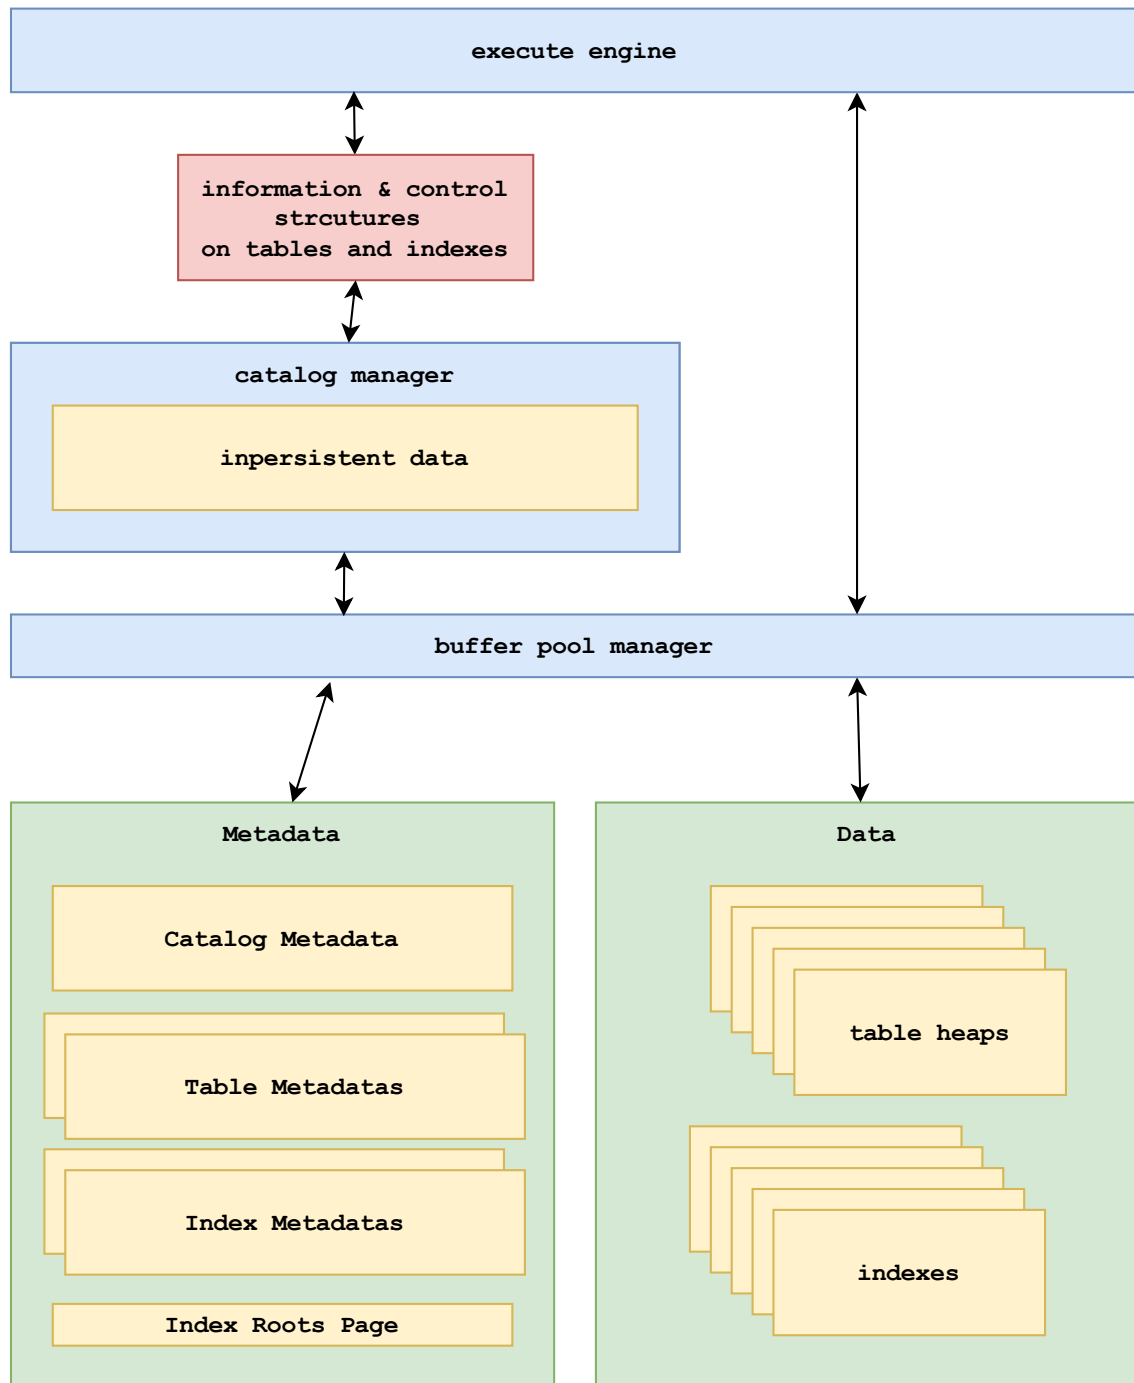 execute engine
information & control
strcutures
on tables and indexes
catalog manager
inpersistent data
buffer pool manager
Metadata
Catalog Metadata
Table Metadatas
Index Metadatas
Index Roots Page
Data
table heaps
indexes